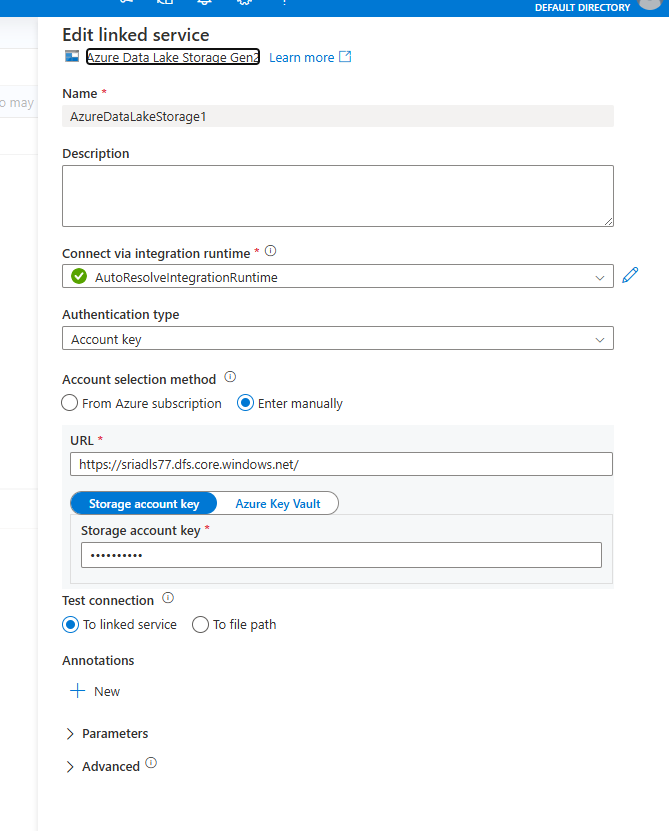 DEFAULT DIRECTORY
Edit linked service
Azure Data Lake Storage Gen2 Learn more
o may
Name *
AzureDataLakeStorage1
Description
Connect via integration runtime *
AutoResolveIntegrationRuntime
Authentication type
Account key
Account selection method
From Azure subscription Enter manually
URL *
https://sriadls77.dfs.core.windows.net/
Storage account key Azure Key Vault
Storage account key *
••••••••••
Test connection
To linked service To file path
Annotations
New
Parameters
Advanced